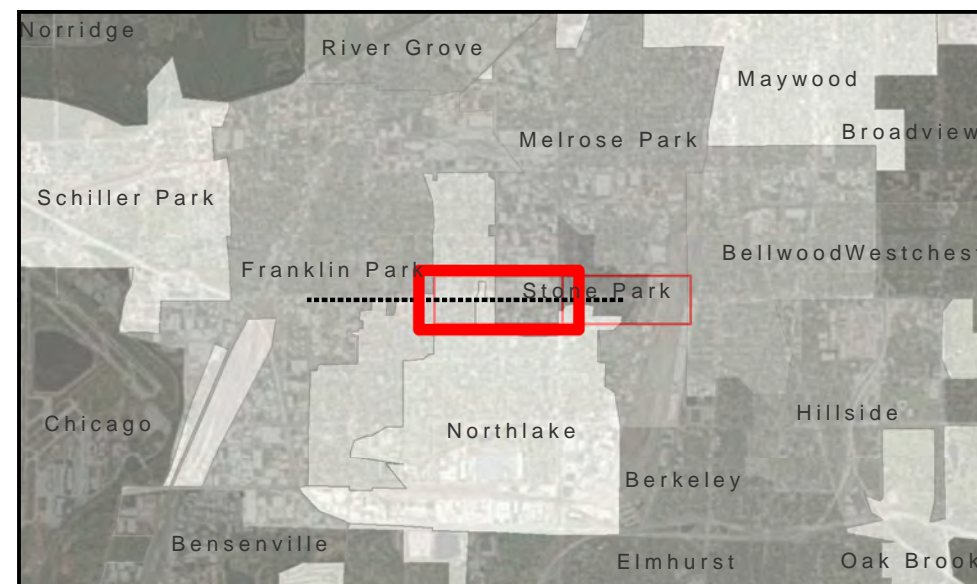 Norridge
River Grove
Maywood
Melrose Park
Broadview
Schiller Park
Franklin Park
BellwoodWestchest
Stone Park
Chicago
Northlake
Hillside
Berkeley
Bensenville
Elmhurst
Oak Brook